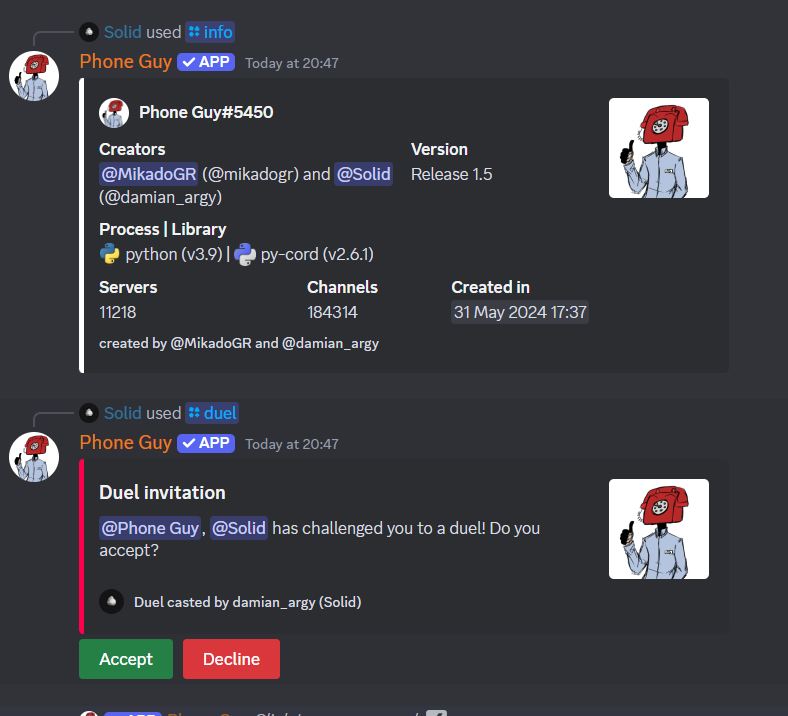 Solid used info
Phone Guy APP Today at 20:47
Phone Guy#5450
Creators
Version
@MikadoGR (@mikadogr) and @Solid
(@damian_argy)
Release 1.5
Process | Library
python (v3.9) | py-cord (v2.6.1)
Servers
Channels
Created in
11218
184314
31 May 2024 17:37
created by @MikadoGR and @damian_argy
Solid used duel
Phone Guy APP Today at 20:47
Duel invitation
@Phone Guy, @Solid has challenged you to a duel! Do you
accept?
Duel casted by damian_argy (Solid)
Accept
Decline